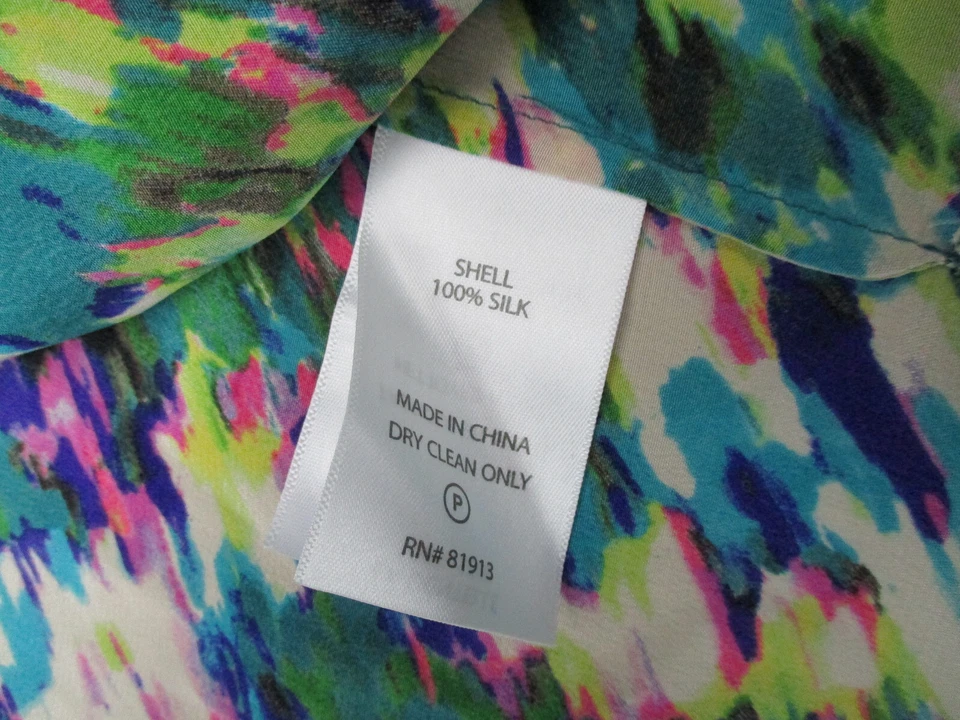 SHELL
100% SILK
MADE IN CHINA
DRY CLEAN ONLY
P
RN# 81913